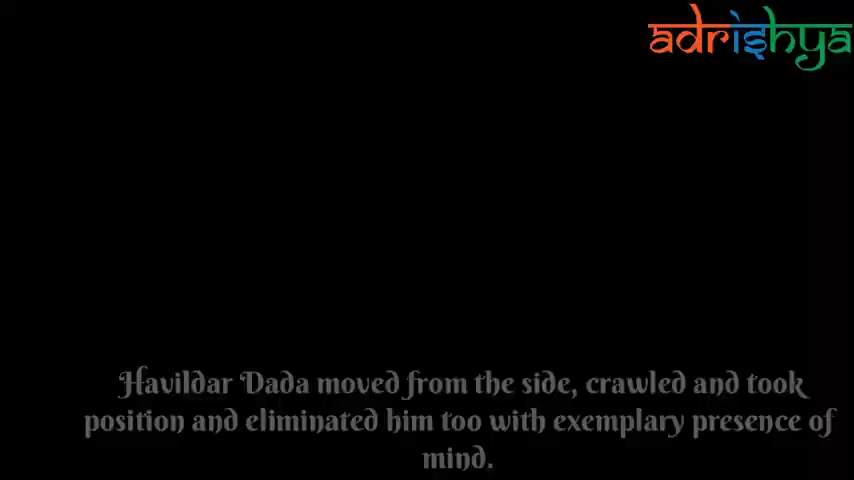 adrishya
Havildar Dada moved from the side, crawled and took
position and eliminated him too with exemplary presence of
mind.